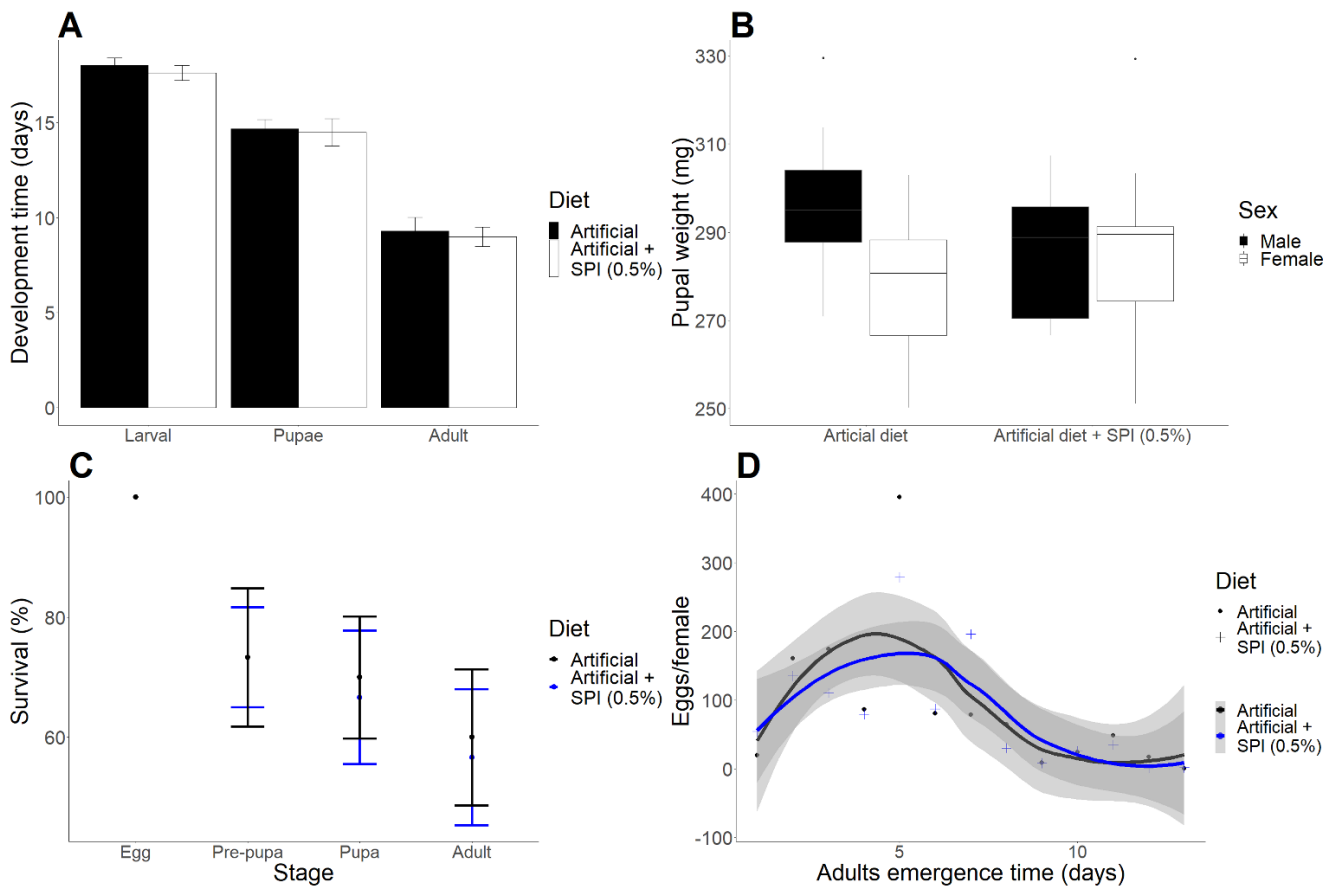 A
Development time (days)
15
10
5
0
Larval Pupae Adult
Diet
Artificial
Artificial +
SPI (0.5%)
B
Pupal weight (mg)
330
310
290
270
250
Articial diet Artificial diet + SPI (0.5%)
Sex
Male
Female
C
Survival (%)
100
80
60
Egg Pre-pupa Pupa Adult
Stage
Diet
Artificial
Artificial +
SPI (0.5%)
D
Eggs/female
400
300
200
100
0
-100
5 10
Adults emergence time (days)
Diet
Artificial
Artificial +
SPI (0.5%)
Artificial
Artificial +
SPI (0.5%)